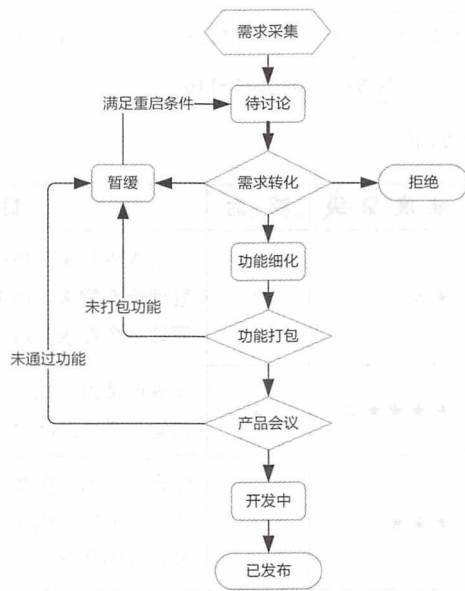 需求采集
满足重启条件
待讨论
暂缓
需求转化
拒绝
功能细化
未打包功能
功能打包
未通过功能
产品会议
开发中
已发布